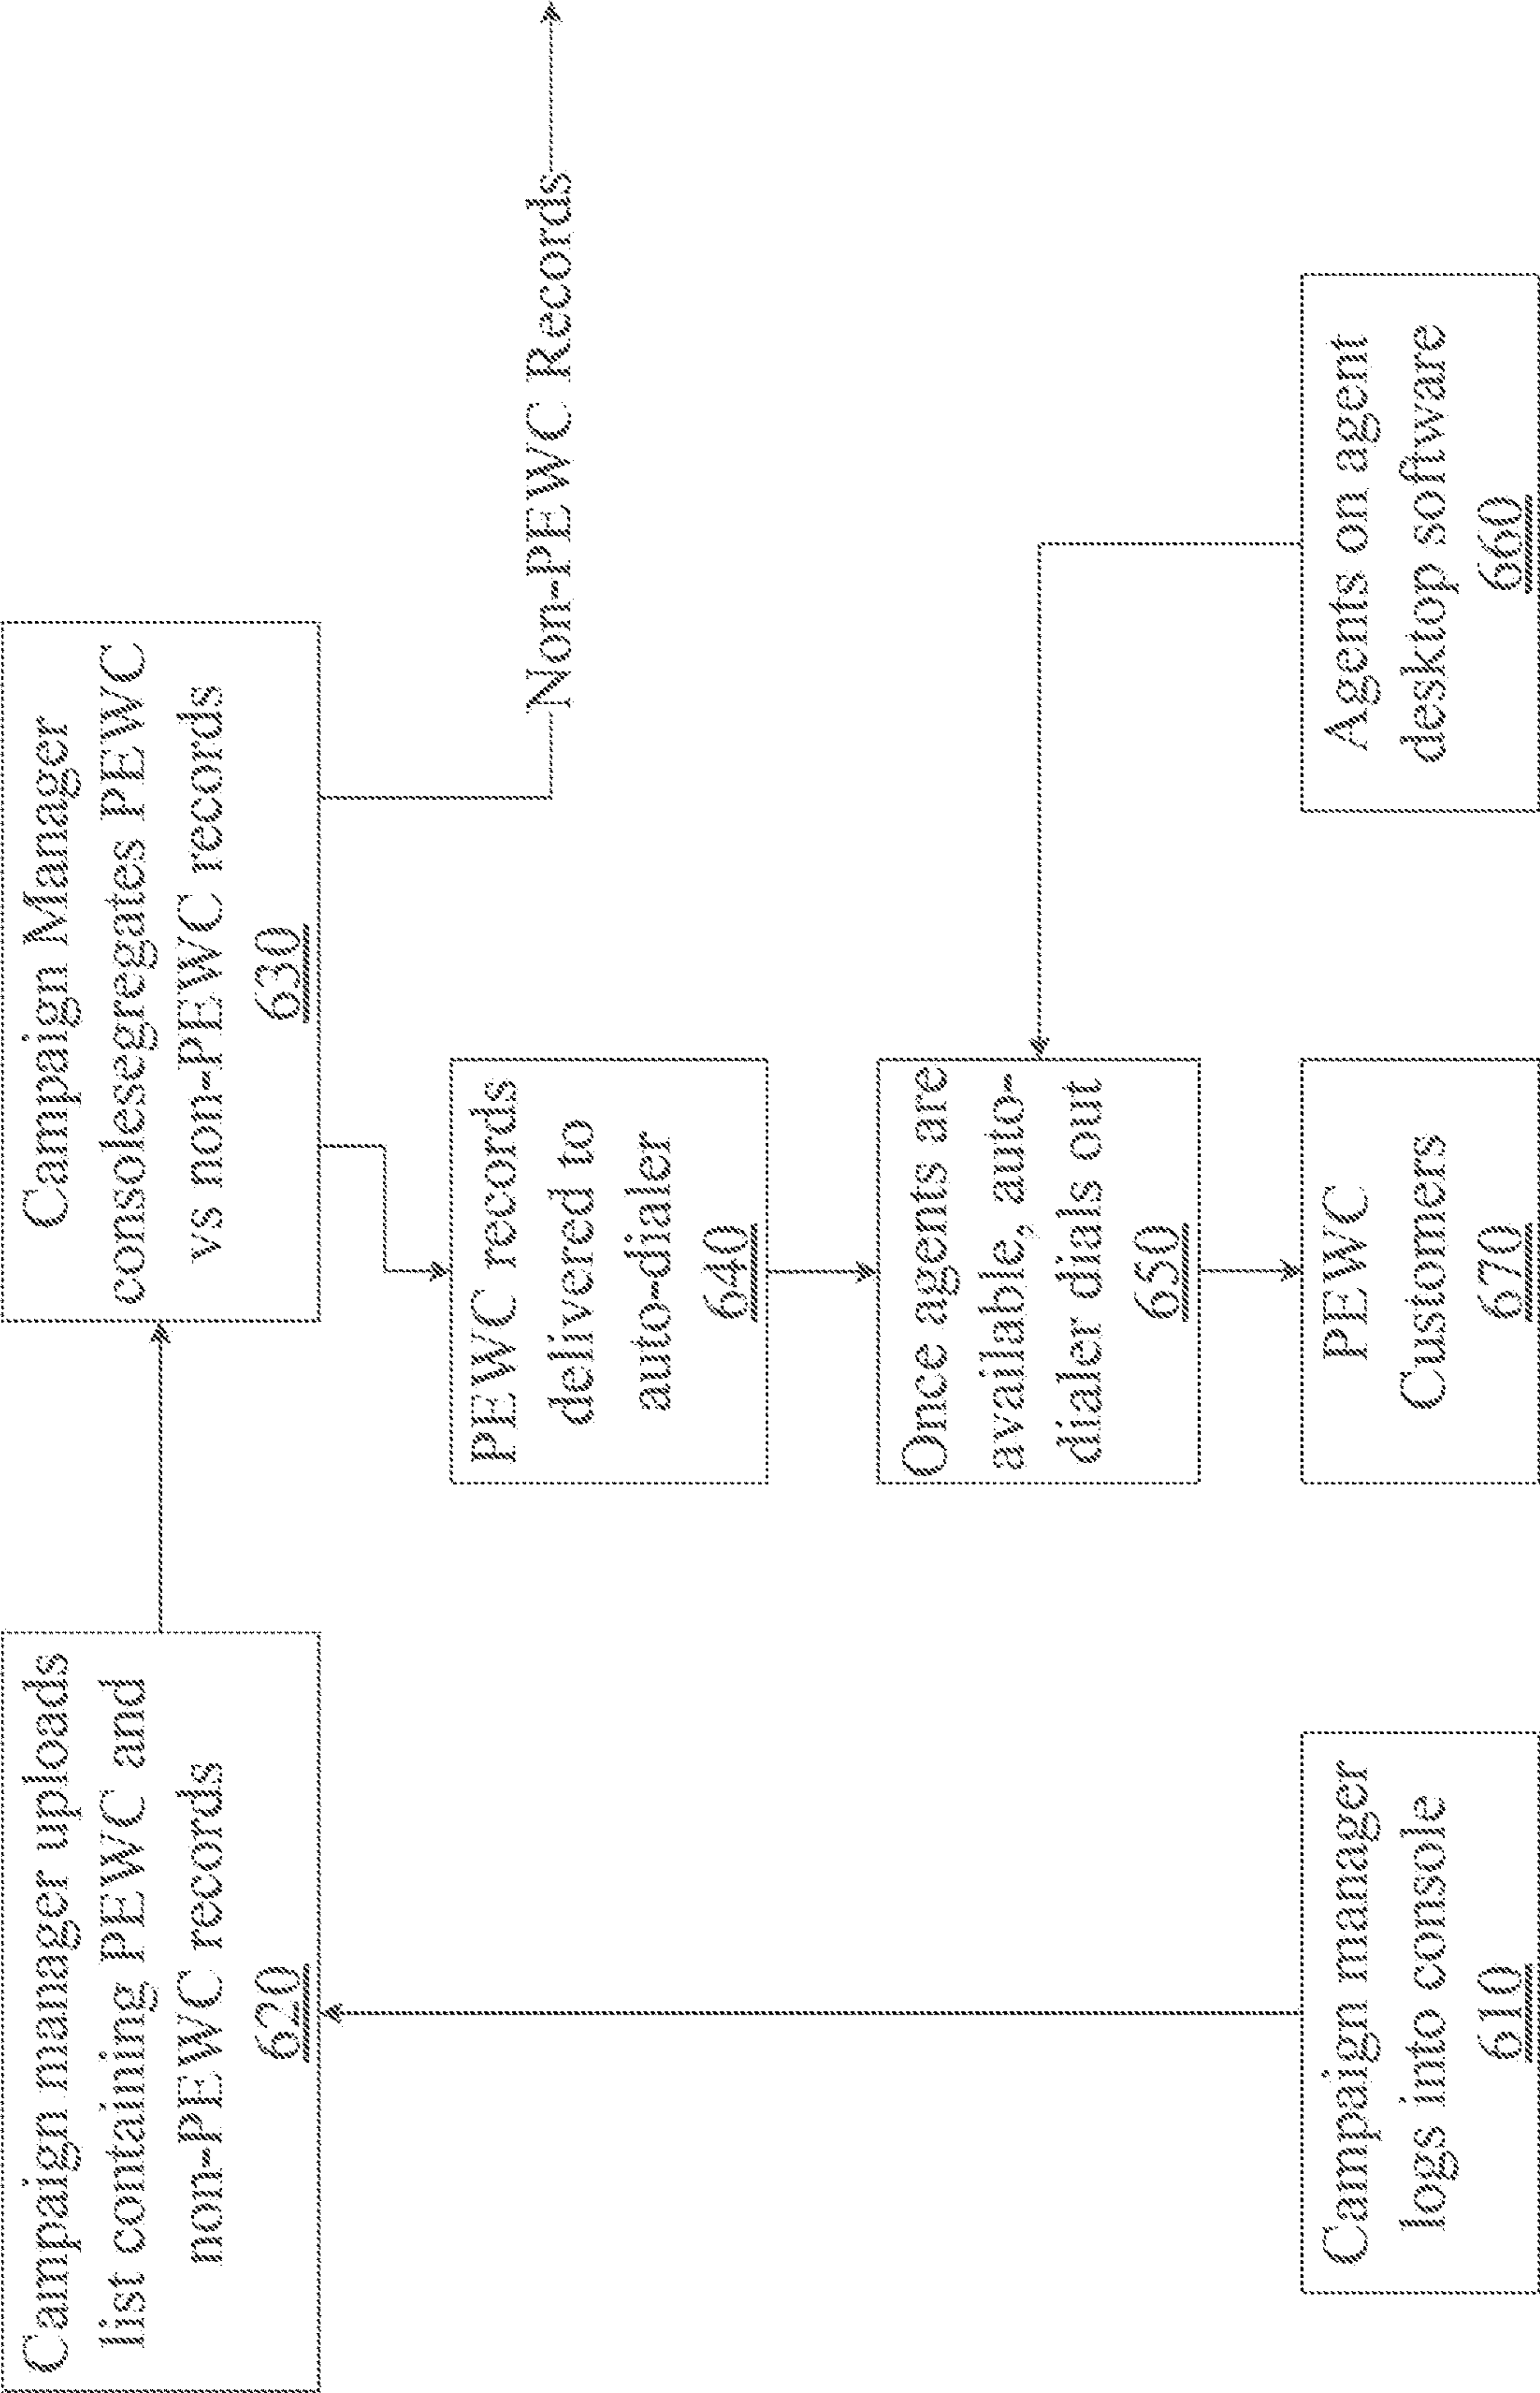 Campaign manager uploads
list containing PEWC and
non-PEWC records
620
Campaign Manager
consolesegregates PEWC
vs non-PEWC records
630
Non-PEWC Records
PEWC records
delivered to
auto-dialer
640
Once agents are
available, auto-
dialer dials out
650
Campaign manager
logs into console
610
PEWC
Customers
670
Agents on agent
desktop software
660